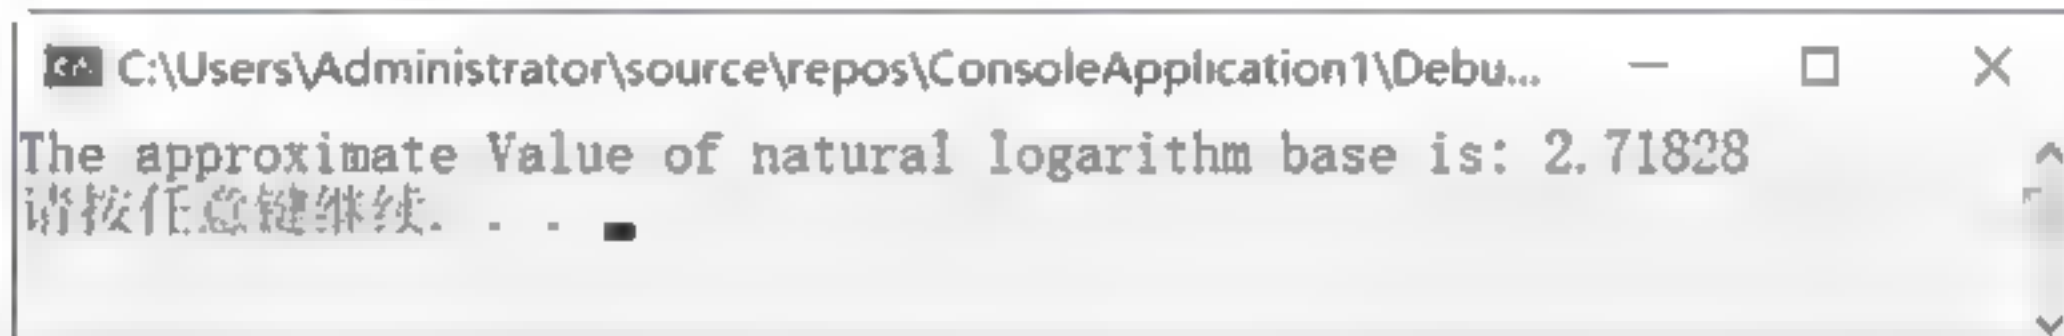 C:\Users\Administrator\source\repos\ConsoleApplication1\Debu...
The approximate Value of natural logarithm base is: 2.71828
请按任意键继续. . .